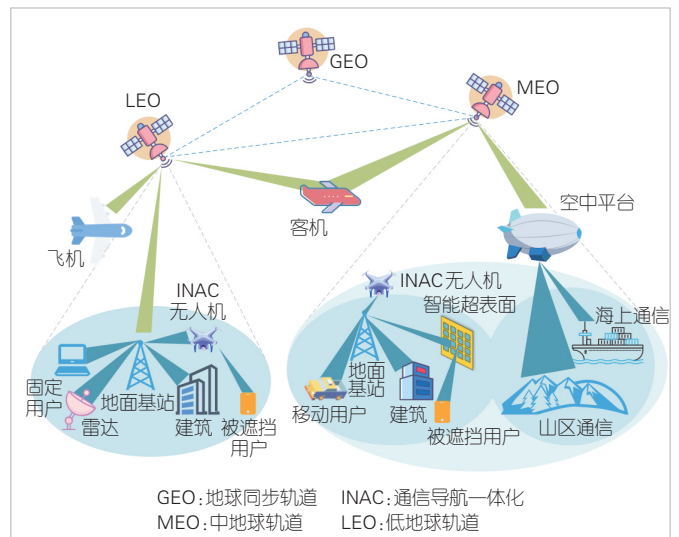 GEO
LEO
MEO
空中平台
客机
飞机
INAC
无人机
INAC无人机
智能超表面
海上通信
固定
用户
地面基站
雷达
建筑
被遮挡
用户
地面
基站
移动用户
建筑
被遮挡用户
山区通信
GEO：地球同步轨道 INAC：通信导航一体化
MEO：中地球轨道 LEO：低地球轨道